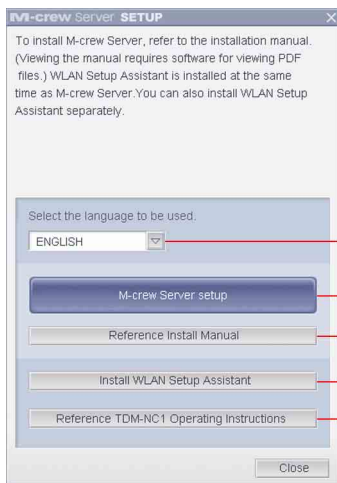 M-crew Server SETUP
To install M-crew Server, refer to the installation manual.
(Viewing the manual requires software for viewing PDF
files.) WLAN Setup Assistant is installed at the same
time as M-crew Server.You can also install WLAN Setup
Assistant separately.
Select the language to be used.
ENGLISH
M-crew Server setup
Reference Install Manual
Install WLAN Setup Assistant
Reference TDM-NC1 Operating Instructions
Close